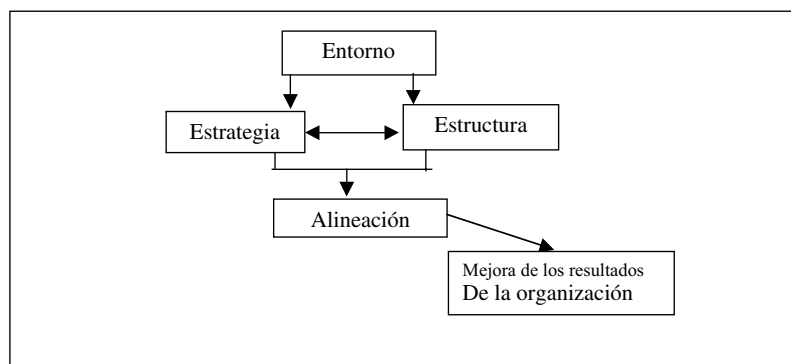 Entorno
Estrategia
Estructura
Alineación
Mejora de los resultados
De la organización